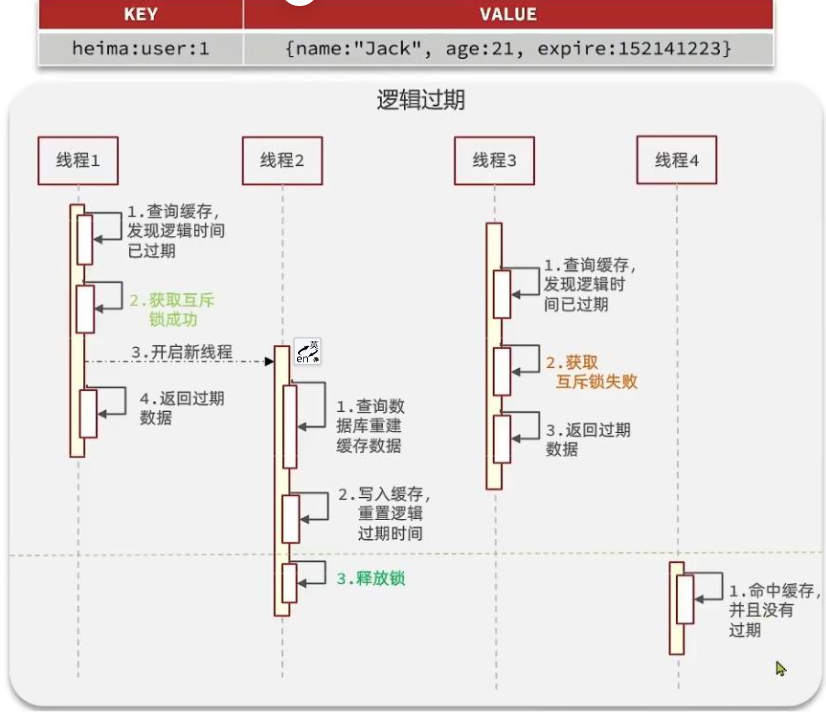 KEY VALUE
heima:user:1 {name:"Jack", age:21, expire:152141223}
逻辑过期
线程1 线程2 线程3 线程4
1.查询缓存,
发现逻辑时间
已过期
2.获取互斥
锁成功
3.开启新线程
4.返回过期
数据
英
en
1.查询数
据库重建
缓存数据
2.写入缓存,
重置逻辑
过期时间
3.释放锁
1.查询缓存,
发现逻辑时
间已过期
2.获取
互斥锁失败
3.返回过期
数据
1.命中缓存,
并且没有
过期